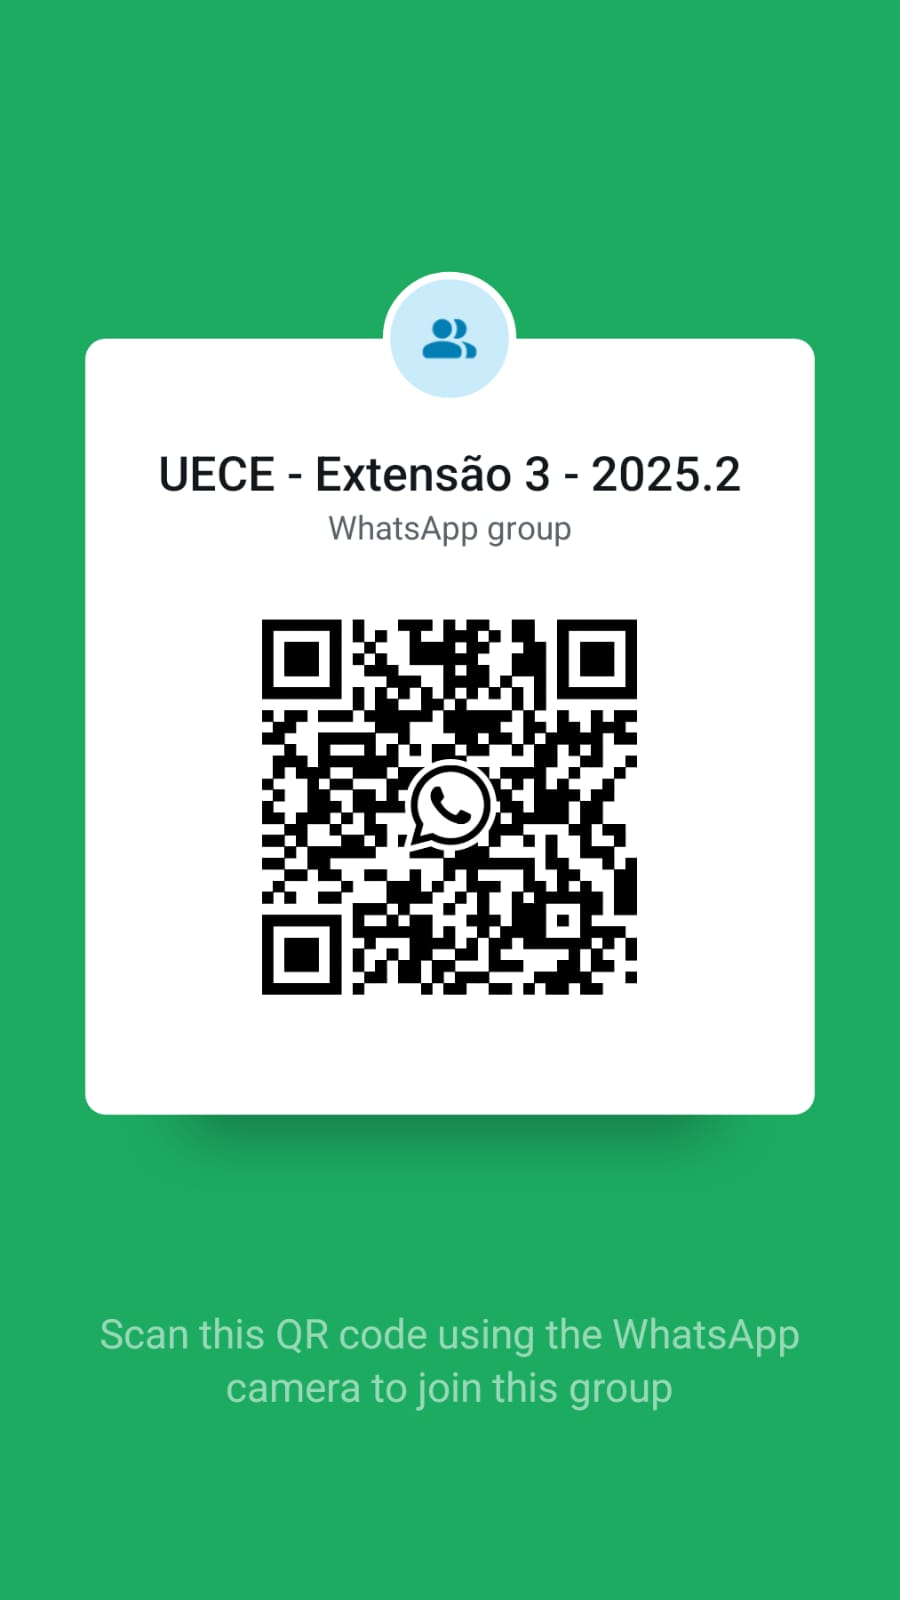 UECE - Extensão 3 - 2025.2
WhatsApp group
Scan this QR code using the WhatsApp
camera to join this group